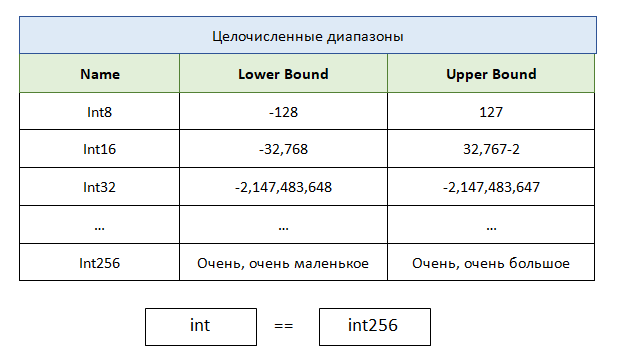 Целочисленные диапазоны
Name Lower Bound Upper Bound
Int8 -128 127
Int16 -32,768 32,767-2
Int32 -2,147,483,648 -2,147,483,647
... ... ...
Int256 Очень, очень маленькое Очень, очень большое
int == int256